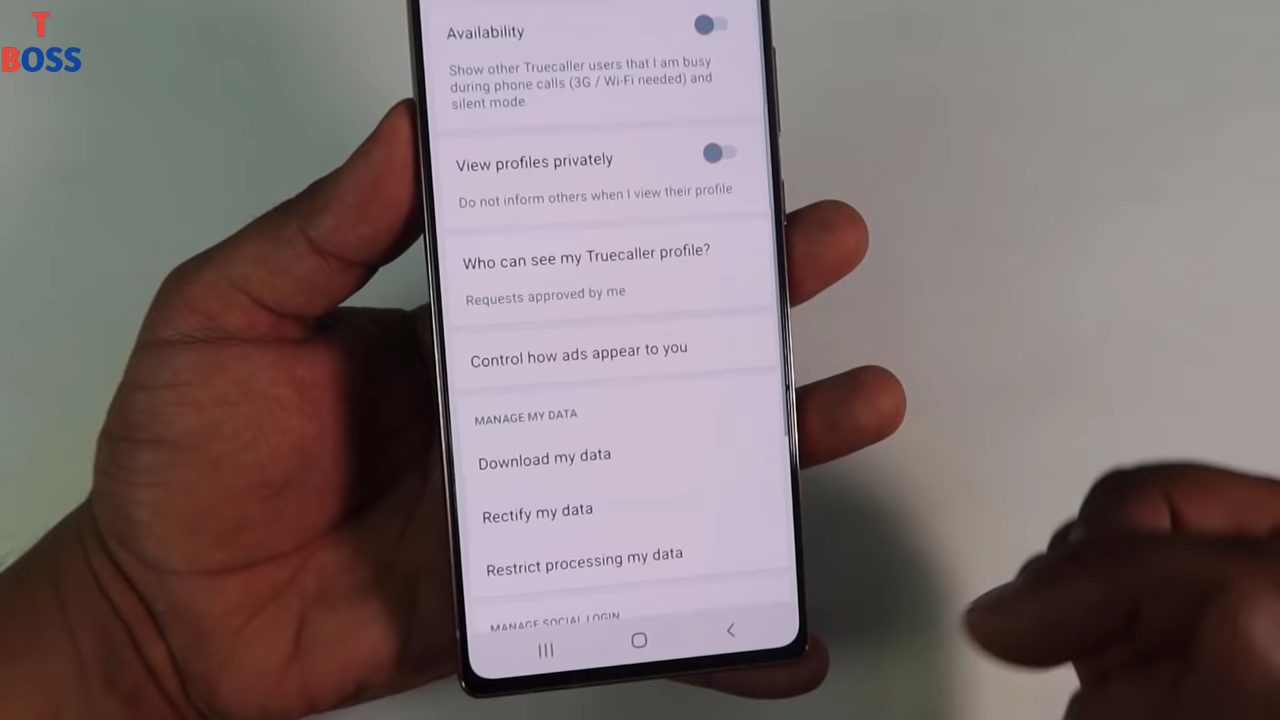 T
BOSS
Availability
Show other Truecaller users that I am busy
during phone calls (3G / Wi-Fi needed) and
silent mode.
View profiles privately
Do not inform others when I view their profile
Who can see my Truecaller profile?
Requests approved by me
Control how ads appear to you
MANAGE MY DATA
Download my data
Rectify my data
Restrict processing my data
MANAGE SOCIAL LOGIN